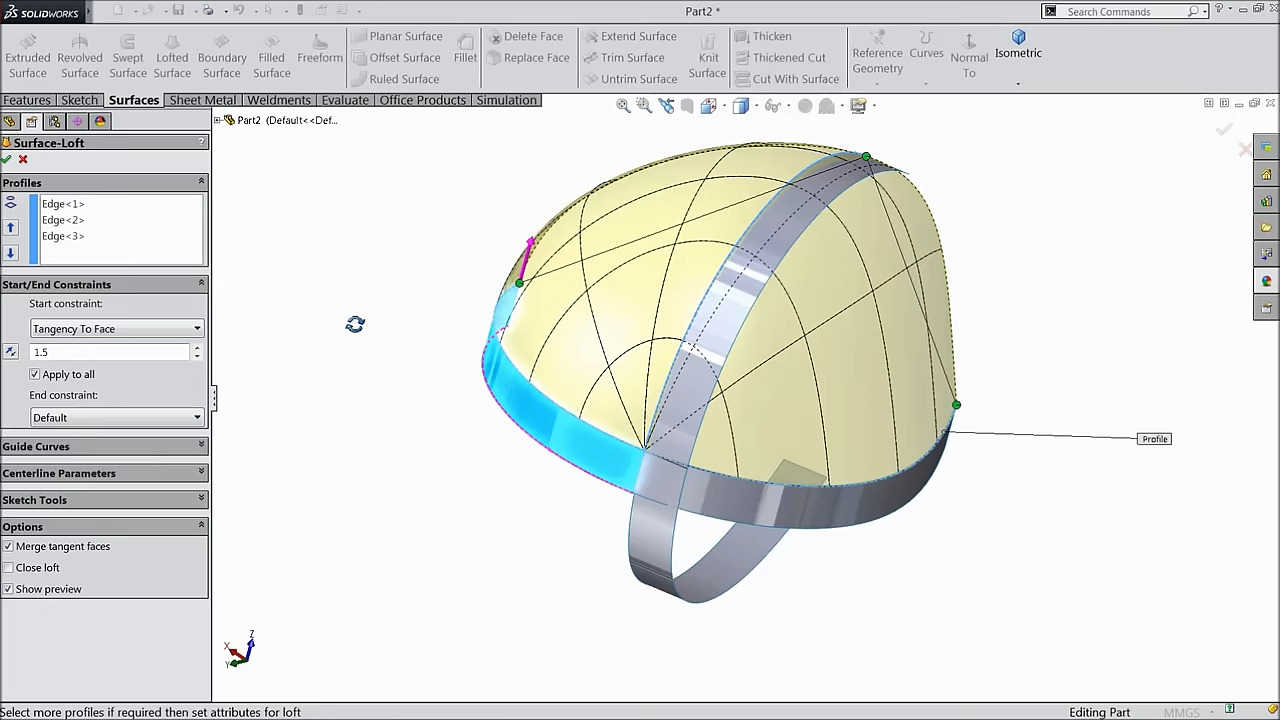 SOLIDWORKS
Part2 *
Search Commands
Extruded Surface
Revolved Surface
Swept Surface
Lofted Surface
Boundary Surface
Filled Surface
Freeform
Planar Surface
Offset Surface
Ruled Surface
Fillet
Delete Face
Replace Face
Extend Surface
Trim Surface
Untrim Surface
Knit Surface
Thicken
Thickened Cut
Cut With Surface
Reference Geometry
Curves
Normal To
Isometric
Features Sketch Surfaces Sheet Metal Weldments Evaluate Office Products Simulation
Part2 (Default<<Def...
Surface-Loft
?
Profiles
Edge<1>
Edge<2>
Edge<3>
Start/End Constraints
Start constraint:
Tangency To Face
1.5
Apply to all
End constraint:
Default
Guide Curves
Centerline Parameters
Sketch Tools
Options
Merge tangent faces
Close loft
Show preview
Profile
Z
X
Y
Select more profiles if required then set attributes for loft
Editing Part
MMGS